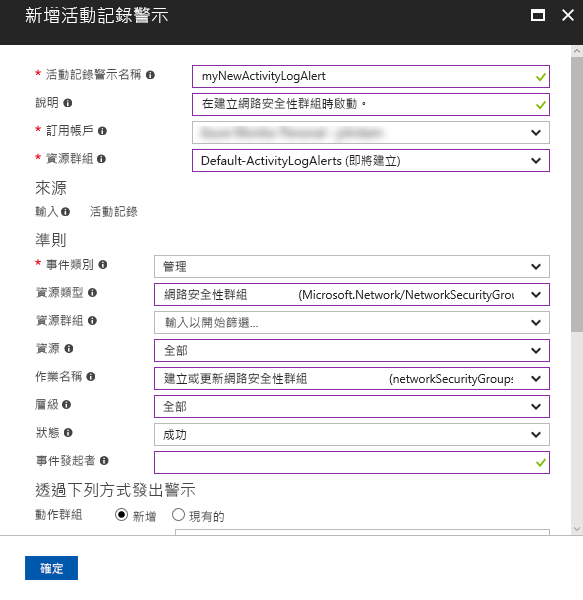 新增活動記錄警示
* 活動記錄警示名稱 myNewActivityLogAlert
說明 在建立網路安全性群組時啟動。
* 訂用帳戶
* 資源群組 Default-ActivityLogAlerts (即將建立)
來源
輸入 活動記錄
準則
* 事件類別 管理
資源類型 網路安全性群組 (Microsoft.Network/NetworkSecurityGrou
資源群組 輸入以開始篩選...
資源 全部
作業名稱 建立或更新網路安全性群組 (networkSecurityGroups
層級 全部
狀態 成功
事件發起者
透過下列方式發出警示
動作群組 新增 現有的
確定